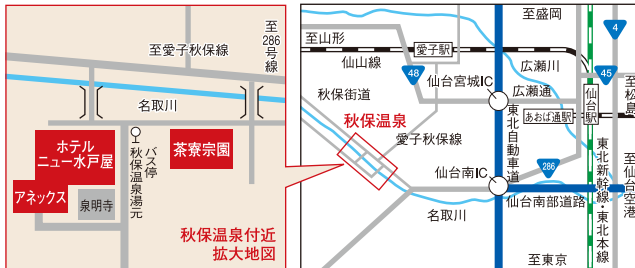 至愛子秋保線
至286号線
名取川
ホテル
ニュー水戸屋
アネックス
泉明寺
バス停
秋保温泉湯元
茶寮宗園
秋保温泉付近
拡大地図
至盛岡
至山形
愛子駅
仙山線
48
仙台宮城IC
広瀬川
広瀬通
4
45
仙台駅
至松島
あおば通駅
秋保街道
秋保温泉
愛子秋保線
東北自動車道
仙台南IC
286
名取川
仙台南部道路
東北新幹線・東北本線
至仙台空港
至東京